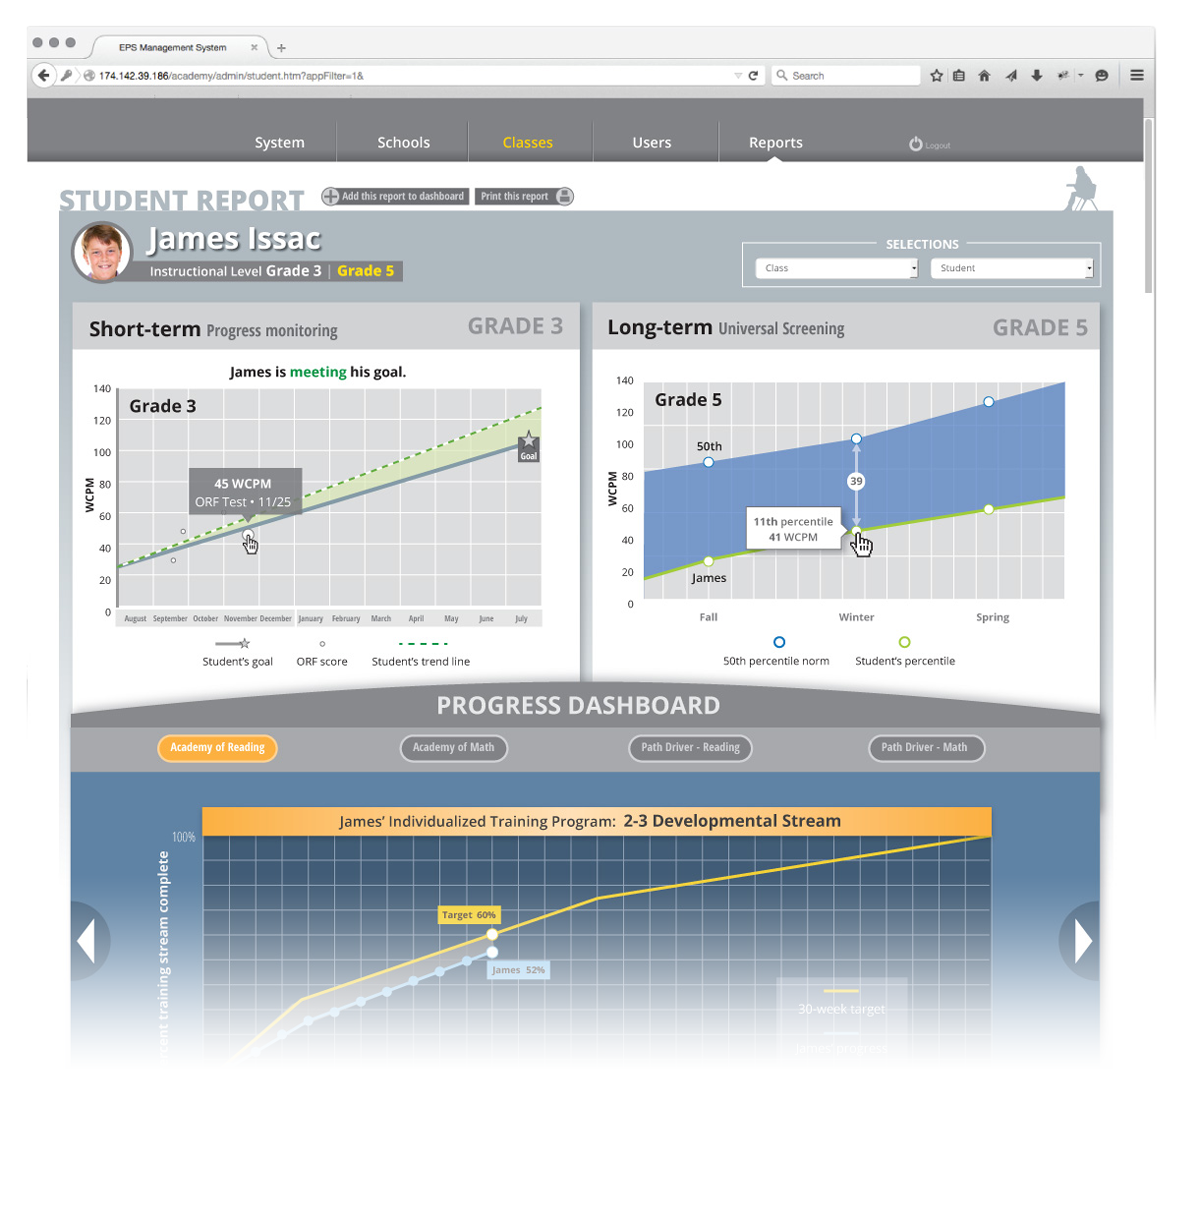 EPS Management System
174.142.39.186/academy/admin/student.htm?appFilter=1&
Search
System
Schools
Classes
Users
Reports
Logout
STUDENT REPORT
Add this report to dashboard
Print this report
James Issac
Instructional Level Grade 3 | Grade 5
SELECTIONS
Class
Student
Short-term Progress monitoring
GRADE 3
James is meeting his goal.
Grade 3
WCPM
140
120
100
80
60
40
20
0
45 WCPM
ORF Test • 11/25
Goal
August September October November December January February March April May June July
Student's goal
ORF score
Student's trend line
Long-term Universal Screening
GRADE 5
Grade 5
WCPM
140
120
100
80
60
40
20
0
50th
39
11th percentile
41 WCPM
James
Fall
Winter
Spring
50th percentile norm
Student's percentile
PROGRESS DASHBOARD
Academy of Reading
Academy of Math
Path Driver - Reading
Path Driver - Math
James' Individualized Training Program: 2-3 Developmental Stream
100%
training stream complete
Target 60%
James 52%
30-week target
James' progress